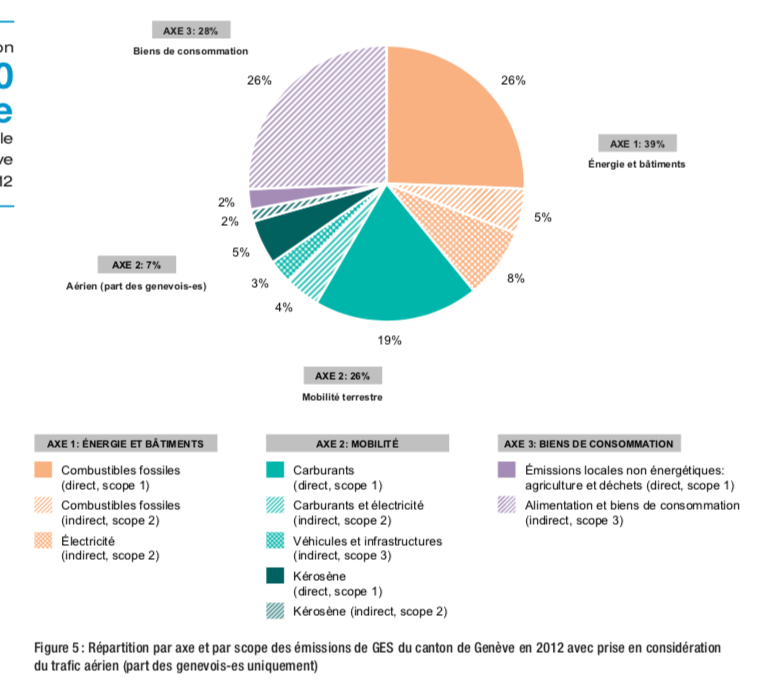 on
0
e
le
ve
12
AXE 3: 28%
Biens de consommation
26%
26%
AXE 1: 39%
Énergie et bâtiments
2%
2%
5%
5%
8%
AXE 2: 7%
Aérien (part des genevois-es)
3%
4%
19%
AXE 2: 26%
Mobilité terrestre
AXE 1: ÉNERGIE ET BÂTIMENTS
Combustibles fossiles
(direct, scope 1)
Combustibles fossiles
(indirect, scope 2)
Électricité
(indirect, scope 2)
AXE 2: MOBILITÉ
Carburants
(direct, scope 1)
Carburants et électricité
(indirect, scope 2)
Véhicules et infrastructures
(indirect, scope 3)
Kérosène
(direct, scope 1)
Kérosène (indirect, scope 2)
AXE 3: BIENS DE CONSOMMATION
Émissions locales non énergétiques:
agriculture et déchets (direct, scope 1)
Alimentation et biens de consommation
(indirect, scope 3)
Figure 5 : Répartition par axe et par scope des émissions de GES du canton de Genève en 2012 avec prise en considération
du trafic aérien (part des genevois-es uniquement)